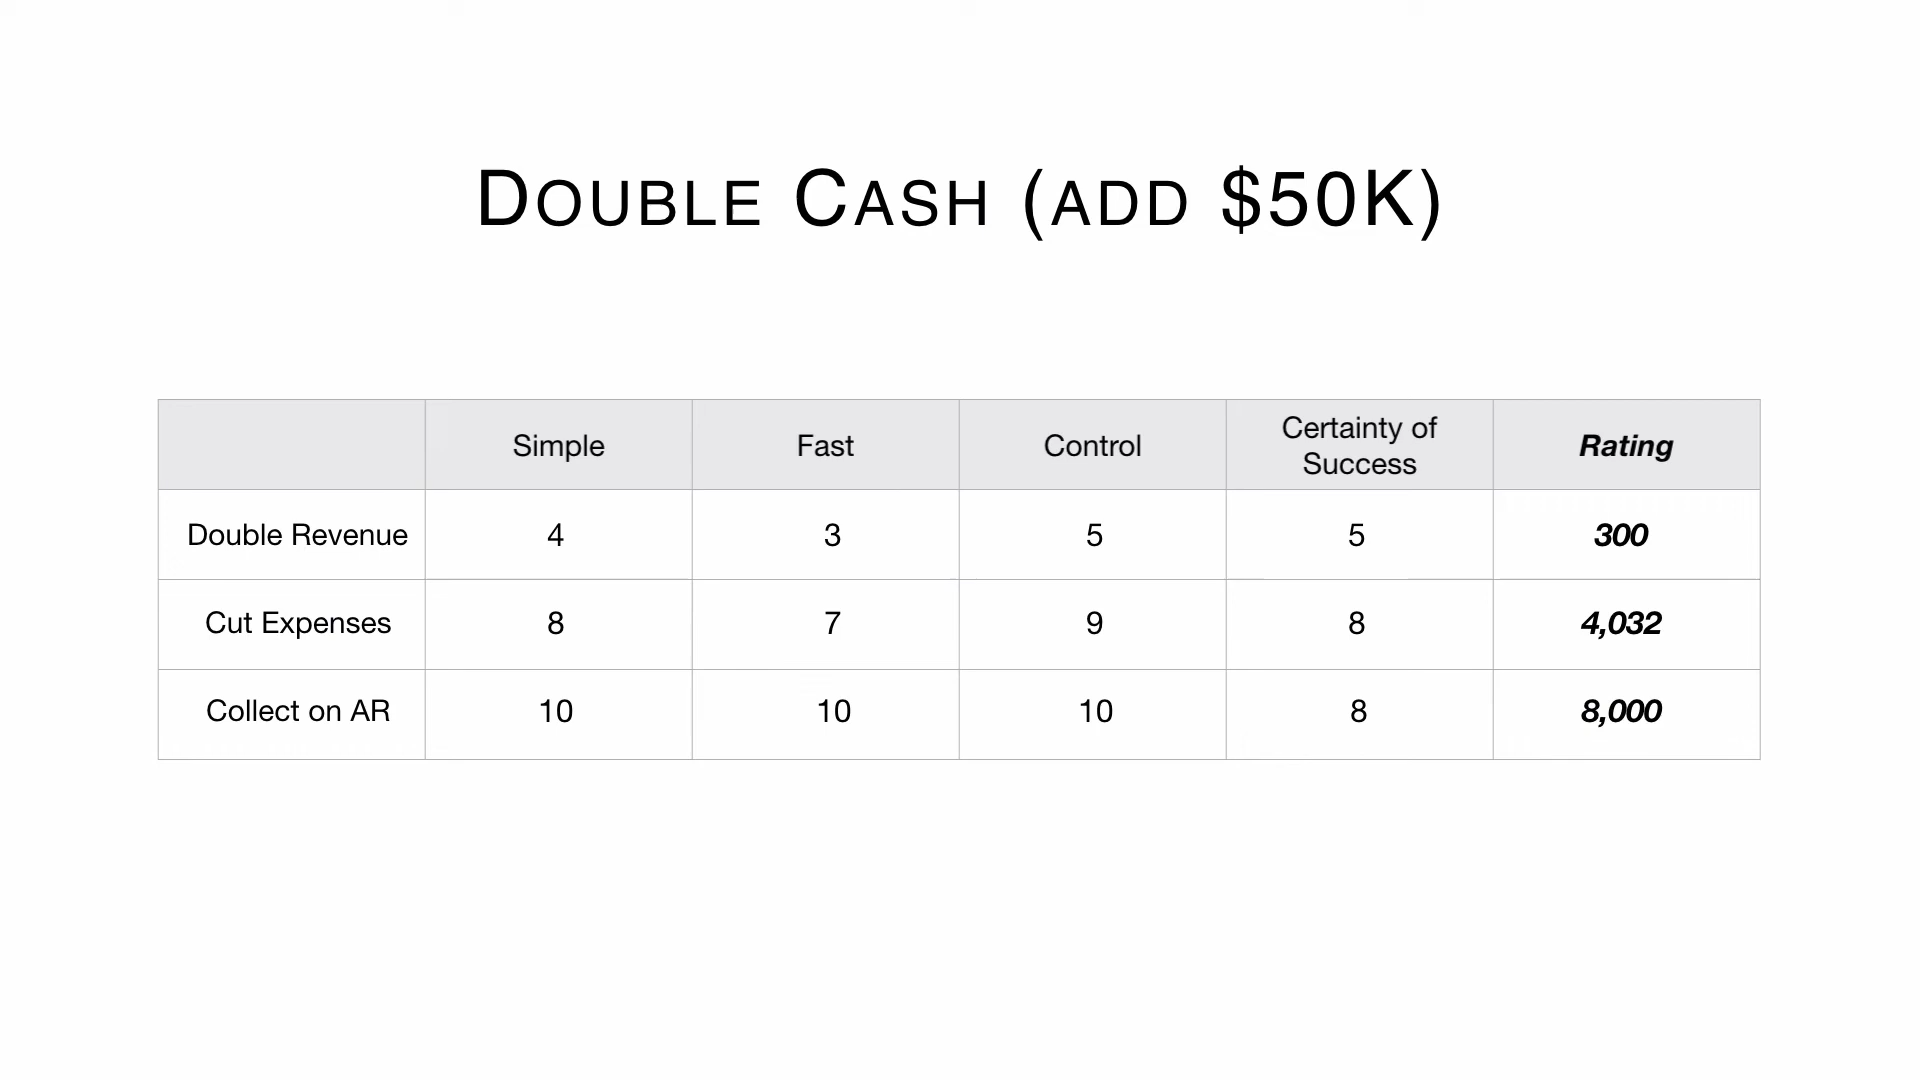 DOUBLE CASH (ADD $50K)
Simple Fast Control Certainty of Success Rating
Double Revenue 4 3 5 5 300
Cut Expenses 8 7 9 8 4,032
Collect on AR 10 10 10 8 8,000